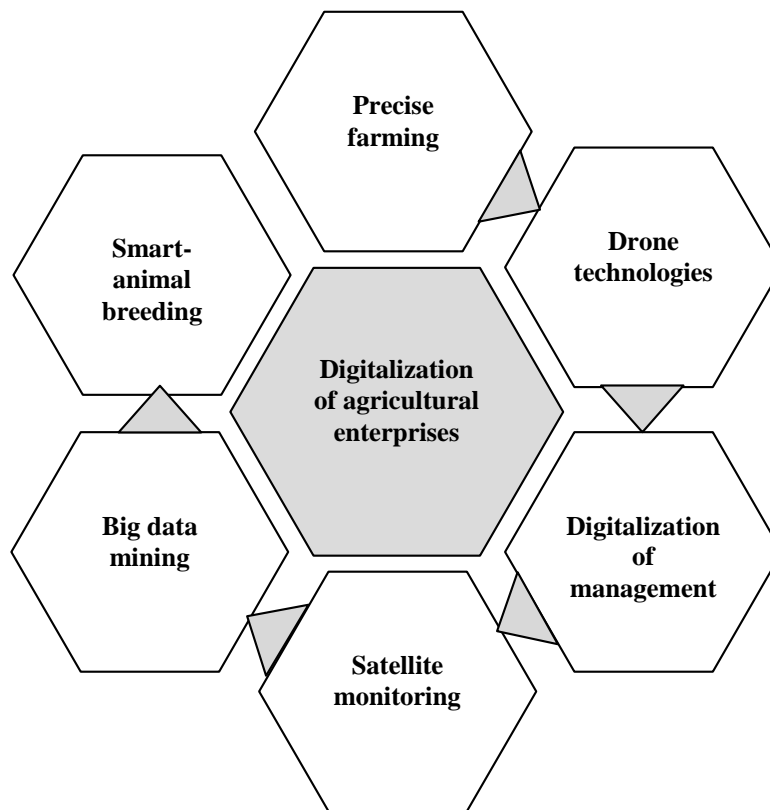 Precise
farming
Drone
technologies
Smart-
animal
breeding
Digitalization
of agricultural
enterprises
Big data
mining
Digitalization
of
management
Satellite
monitoring